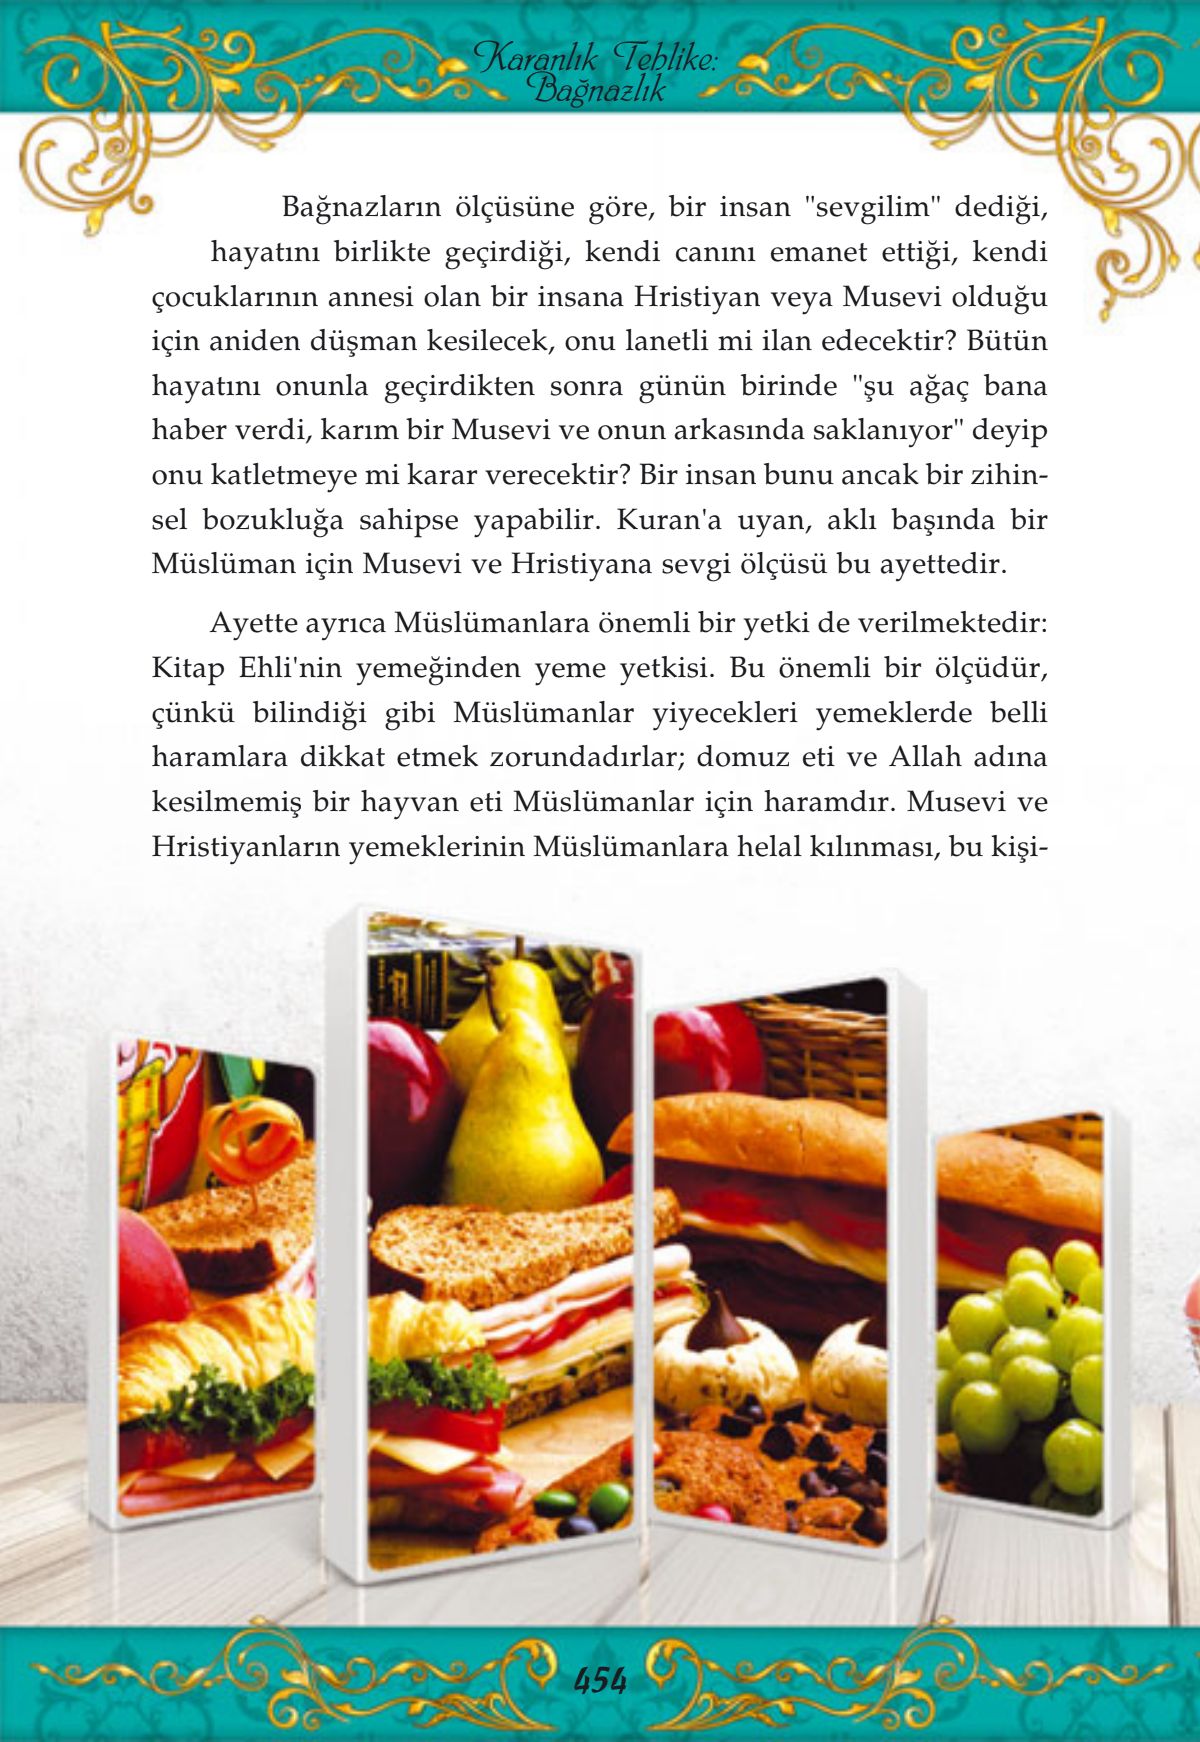 Karanlık Tehlike:
Bağnazlık
Bağnazların ölçüsüne göre, bir insan "sevgilim" dediği,
hayatını birlikte geçirdiği, kendi canını emanet ettiği, kendi
çocuklarının annesi olan bir insana Hristiyan veya Musevi olduğu
için aniden düşman kesilecek, onu lanetli mi ilan edecektir? Bütün
hayatını onunla geçirdikten sonra günün birinde "şu ağaç bana
haber verdi, karım bir Musevi ve onun arkasında saklanıyor" deyip
onu katletmeye mi karar verecektir? Bir insan bunu ancak bir zihin-
sel bozukluğa sahipse yapabilir. Kuran'a uyan, aklı başında bir
Müslüman için Musevi ve Hristiyana sevgi ölçüsü bu ayettedir.
Ayette ayrıca Müslümanlara önemli bir yetki de verilmektedir:
Kitap Ehli'nin yemeğinden yeme yetkisi. Bu önemli bir ölçüdür,
çünkü bilindiği gibi Müslümanlar yiyecekleri yemeklerde belli
haramlara dikkat etmek zorundadırlar; domuz eti ve Allah adına
kesilmemiş bir hayvan eti Müslümanlar için haramdır. Musevi ve
Hristiyanların yemeklerinin Müslümanlara helal kılınması, bu kişi-
454